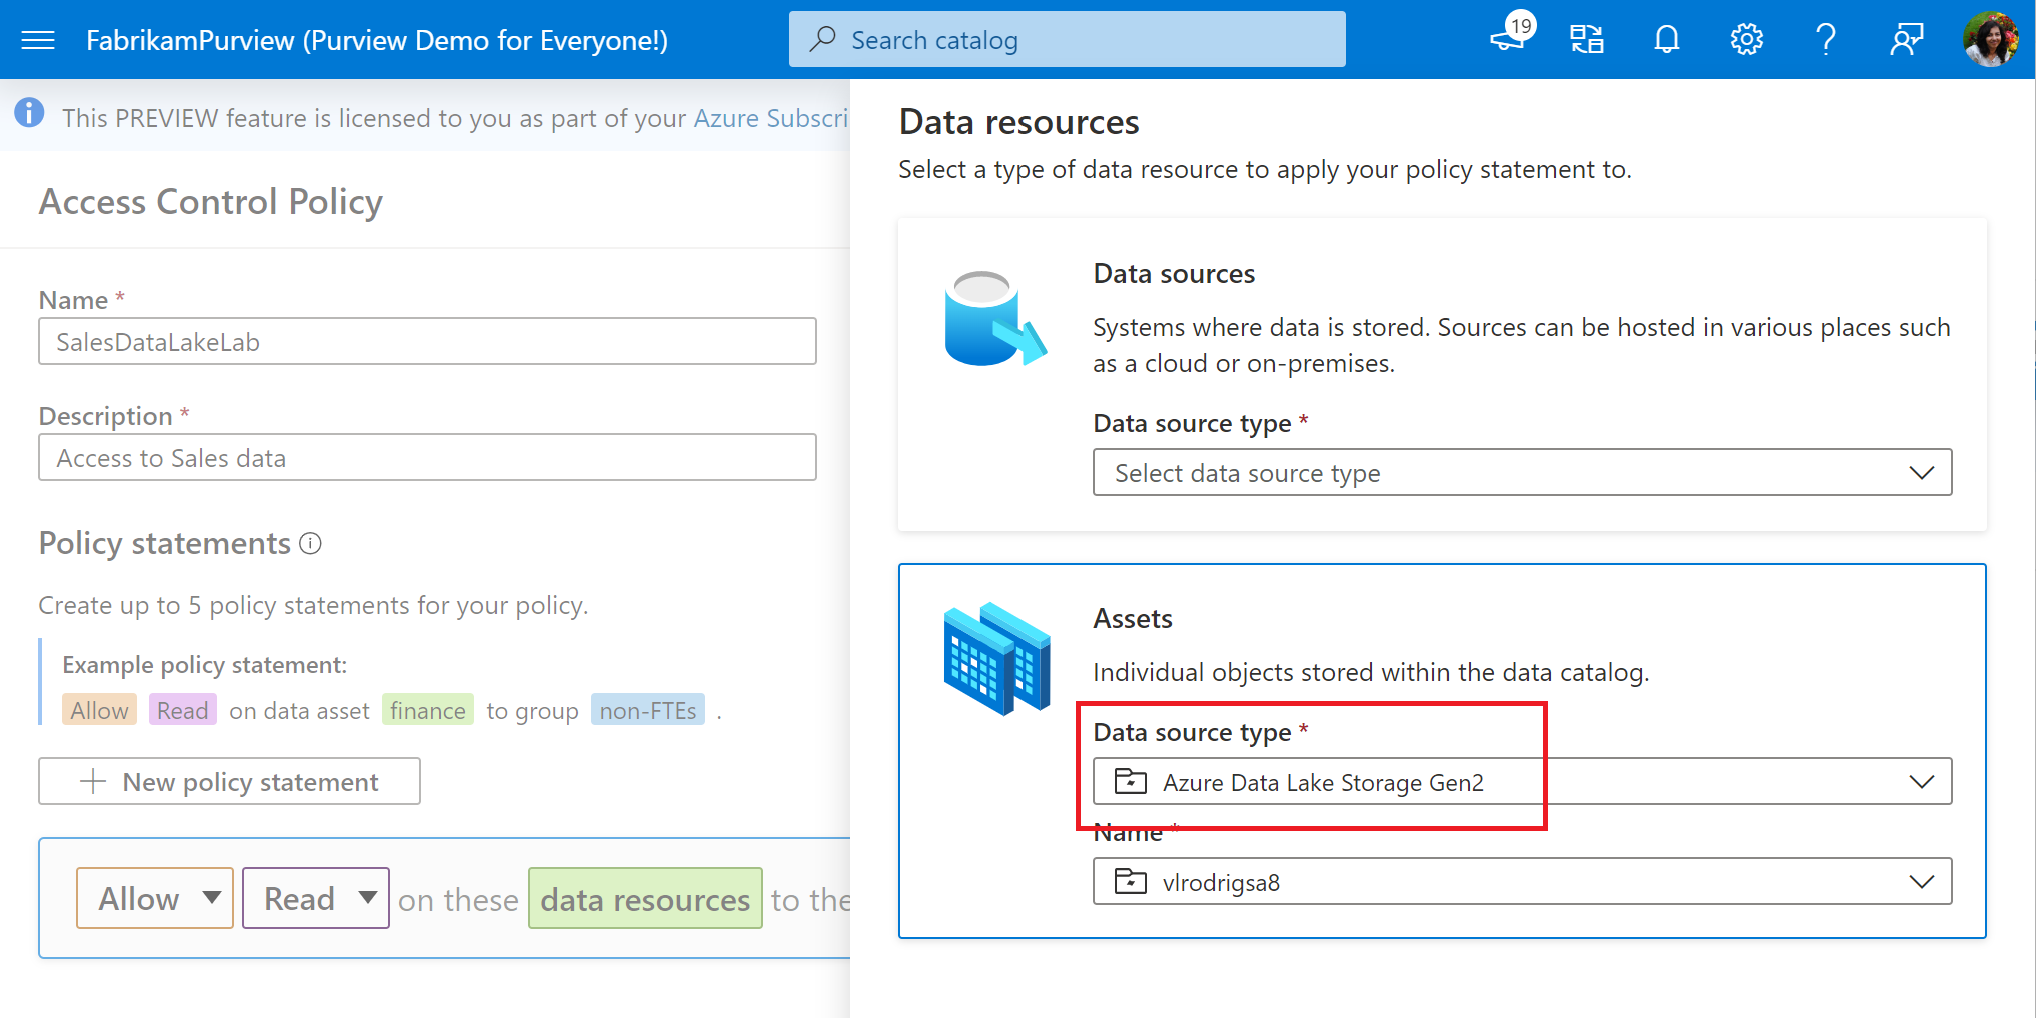 FabrikamPurview (Purview Demo for Everyone!)
Search catalog
19
This PREVIEW feature is licensed to you as part of your Azure Subscri
Access Control Policy
Name *
SalesDataLakeLab
Description *
Access to Sales data
Policy statements
Create up to 5 policy statements for your policy.
Example policy statement:
Allow Read on data asset finance to group non-FTEs .
New policy statement
Allow Read on these data resources to the
Data resources
Select a type of data resource to apply your policy statement to.
Data sources
Systems where data is stored. Sources can be hosted in various places such
as a cloud or on-premises.
Data source type *
Select data source type
Assets
Individual objects stored within the data catalog.
Data source type *
Azure Data Lake Storage Gen2
Name *
vlrodrigsa8